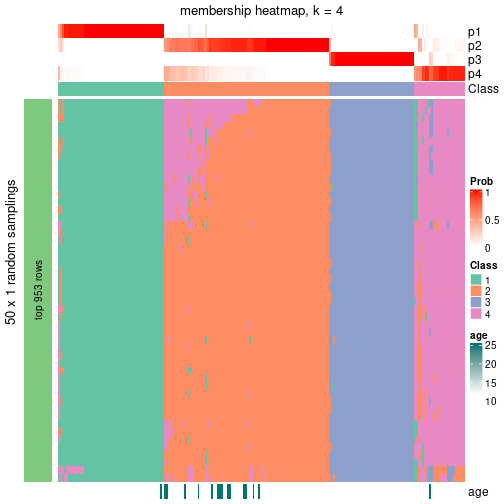 membership heatmap, k = 4
p1
p2
p3
p4
Class
50 x 1 random samplings
top 953 rows
Prob
1
0.5
0
Class
1
2
3
4
age
25
20
15
10
age